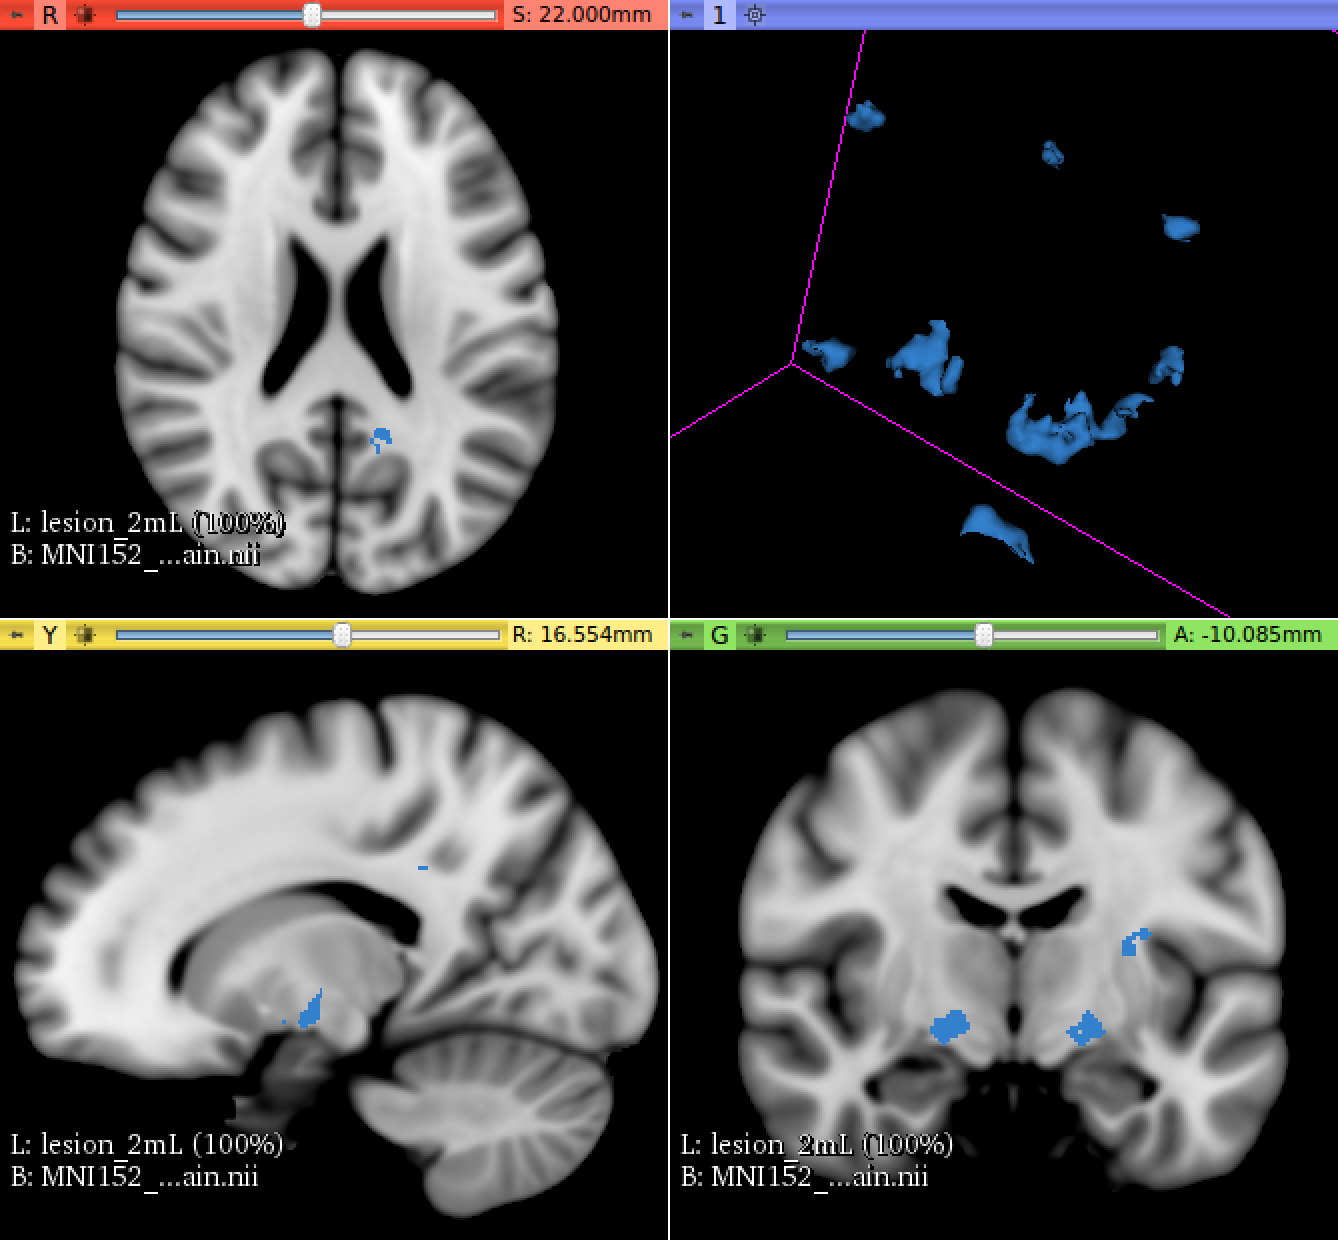 R S: 22.000mm
1
L: lesion_2mL (100%)
B: MNI152_...ain.nii
Y R: 16.554mm
G A: -10.085mm
L: lesion_2mL (100%)
B: MNI152_...ain.nii
L: lesion_2mL (100%)
B: MNI152_...ain.nii